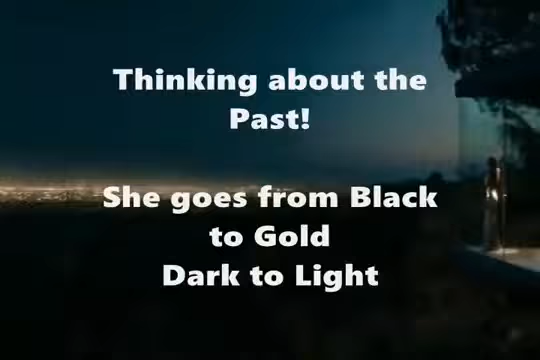 Thinking about the
Past!
She goes from Black
to Gold
Dark to Light